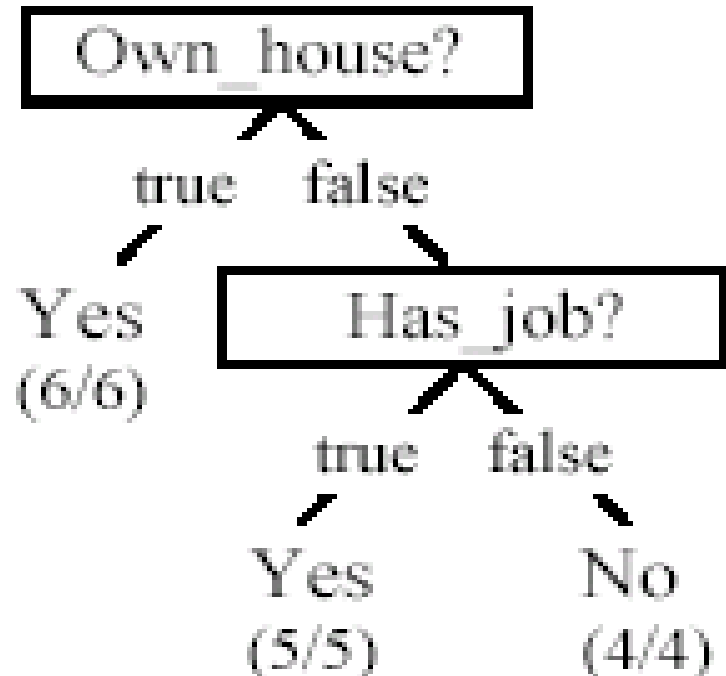 Own_house?
true false
Yes
(6/6)
Has_job?
true false
Yes No
(5/5) (4/4)